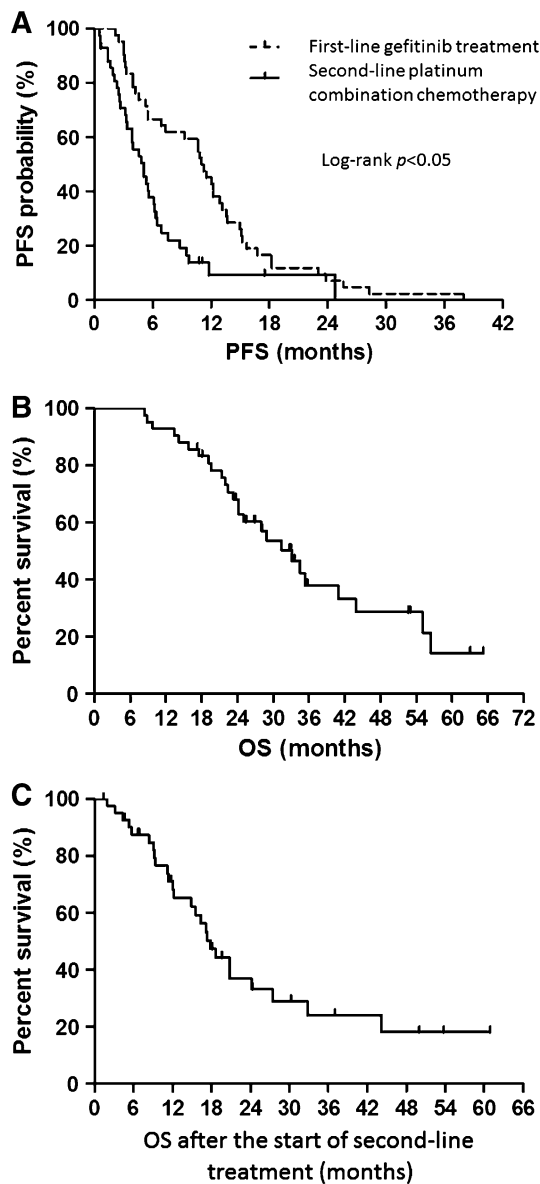 A
First-line gefitinib treatment
Second-line platinum
combination chemotherapy
Log-rank p<0.05
PFS probability (%)
100
80
60
40
20
0
0 6 12 18 24 30 36 42
PFS (months)
B
Percent survival (%)
100
80
60
40
20
0
0 6 12 18 24 30 36 42 48 54 60 66 72
OS (months)
C
Percent survival (%)
100
80
60
40
20
0
0 6 12 18 24 30 36 42 48 54 60 66
OS after the start of second-line
treatment (months)